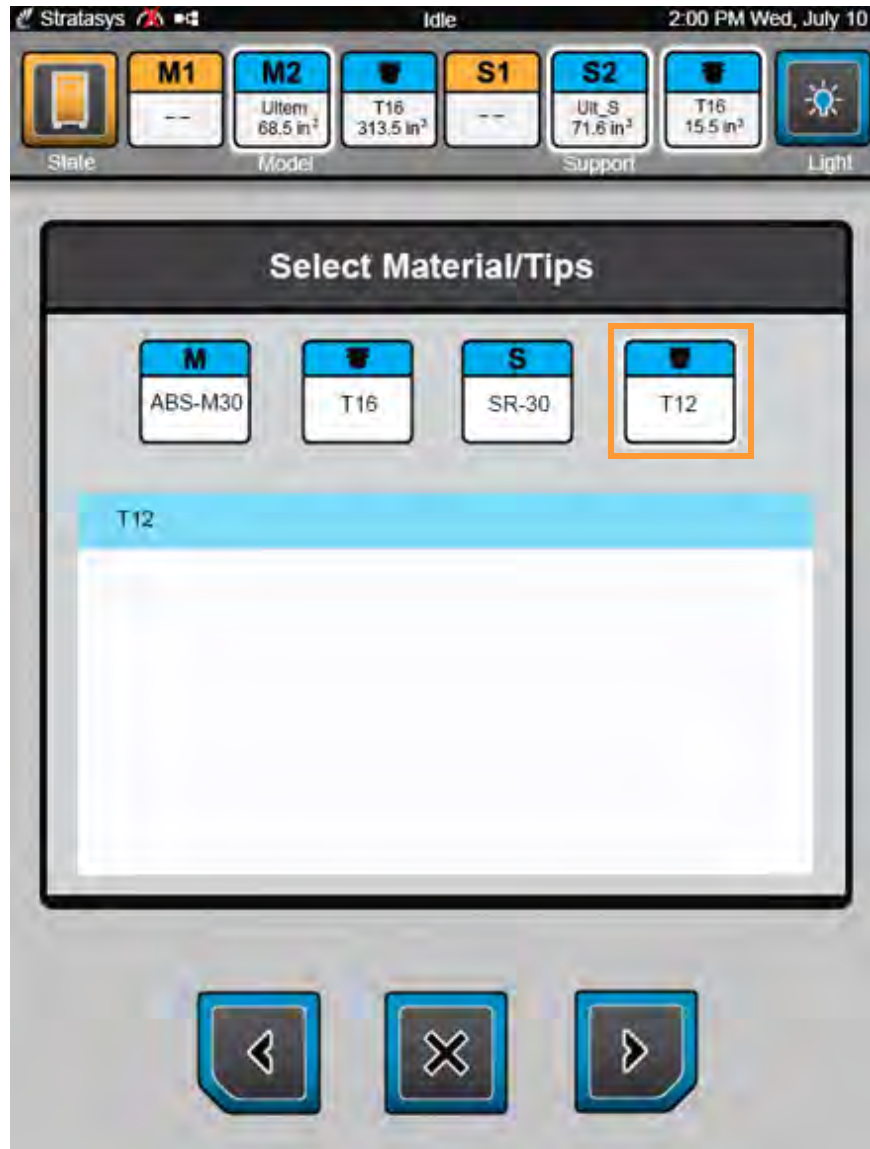 Stratasys Idle 2:00 PM Wed, July 10
M1 M2 S1 S2
-- Ultem T16 -- Ult_S T16
68.5 in³ 313.5 in³ 71.6 in³ 15.5 in³
State Model Support Light
Select Material/Tips
M S
ABS-M30 T16 SR-30 T12
T12